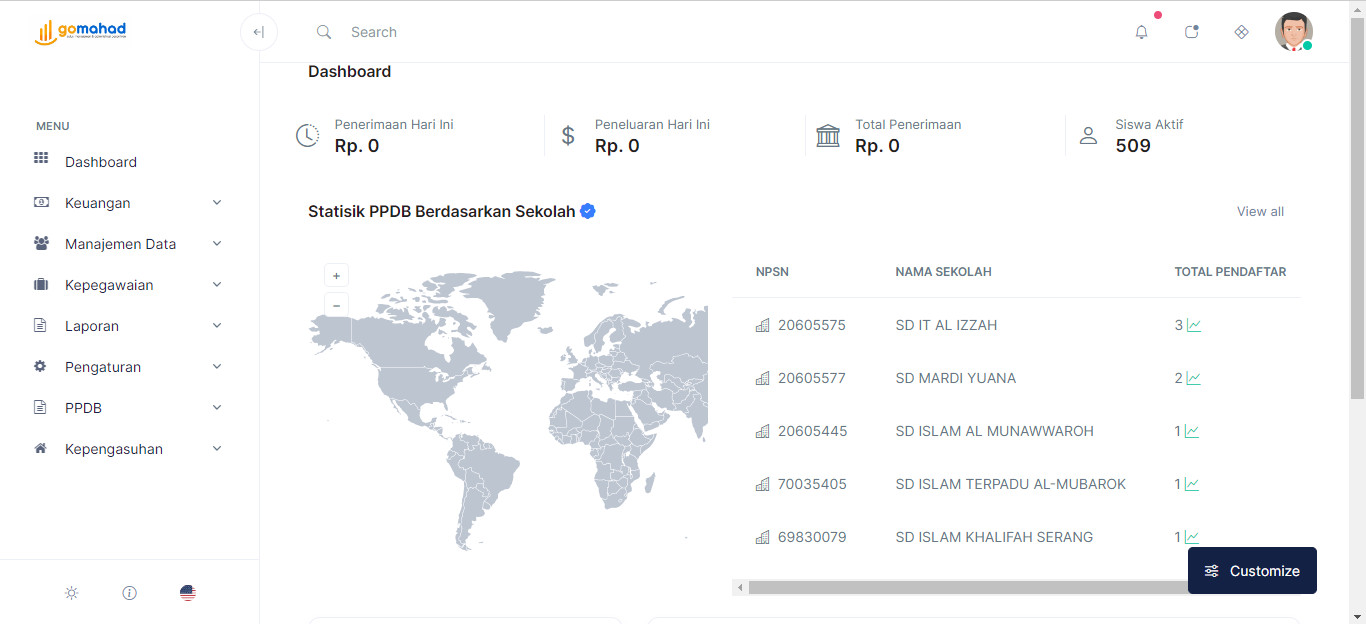 gomahad
Search
Dashboard
MENU
Dashboard
Keuangan
Manajemen Data
Kepegawaian
Laporan
Pengaturan
PPDB
Kepengasuhan
Penerimaan Hari Ini
Rp. 0
Peneluaran Hari Ini
Rp. 0
Total Penerimaan
Rp. 0
Siswa Aktif
509
Statisik PPDB Berdasarkan Sekolah
View all
+
−
NPSN NAMA SEKOLAH TOTAL PENDAFTAR
20605575 SD IT AL IZZAH 3
20605577 SD MARDI YUANA 2
20605445 SD ISLAM AL MUNAWWAROH 1
70035405 SD ISLAM TERPADU AL-MUBAROK 1
69830079 SD ISLAM KHALIFAH SERANG 1
Customize